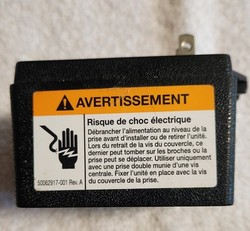 AVERTISSEMENT
Risque de choc électrique
Débrancher l'alimentation au niveau de la
prise avant d'installer ou de retirer l'unité.
Lors du retrait de la vis du couvercle, ce
dernier peut tomber sur les broches ou la
prise peut se déplacer. Utiliser uniquement
avec une prise double munie d'une vis
centrale. Fixer l'unité en place avec la vis
du couvercle de la prise.
50062917-001 Rev. A